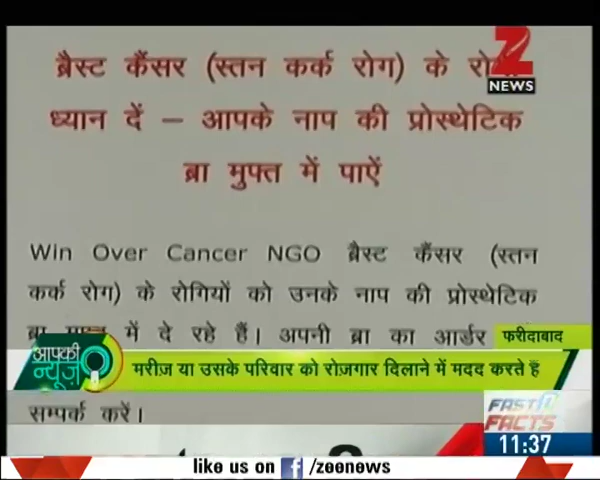 ब्रैस्ट कैंसर (स्तन कर्क रोग) के
ध्यान दें – आपके नाप की प्रोस्थेटिक
ब्रा मुफ्त में पाऐं
Z
NEWS
Win Over Cancer NGO ब्रैस्ट कैंसर (स्तन
कर्क रोग) के रोगियों को उनके नाप की प्रोस्थेटिक
में दे रहे हैं। अपनी ब्रा का आर्डर
फरीदाबाद
आपकी
न्यूज़
मरीज़ या उसके परिवार को रोज़गार दिलाने में मदद करते हैं
सम्पर्क करें।
FAST
FACTS
11:37
like us on f /zeenews